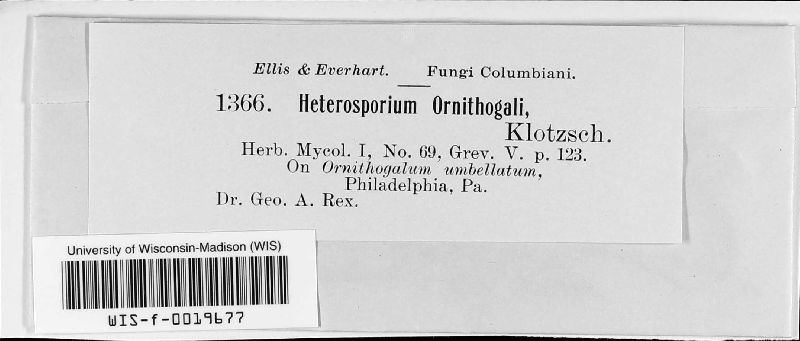 Ellis & Everhart. Fungi Columbiani.
1366. Heterosporium Ornithogali,
Klotzsch.
Herb. Mycol. I, No. 69, Grev. V. p. 123.
On Ornithogalum umbellatum,
Philadelphia, Pa.
Dr. Geo. A. Rex.
University of Wisconsin-Madison (WIS)
WIS-f-0019677